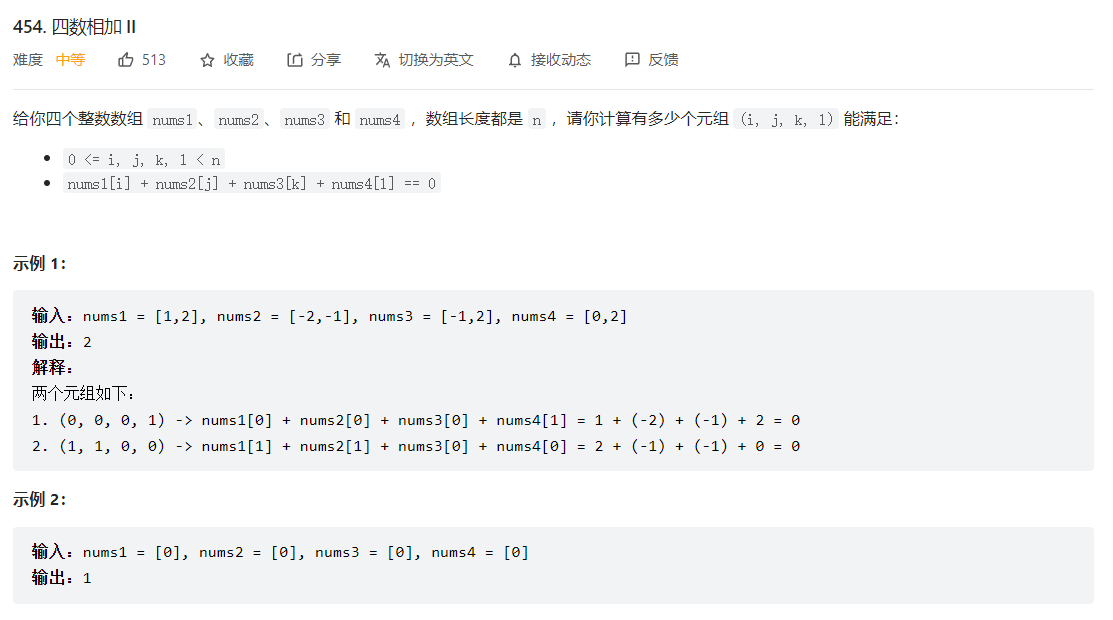 454. 四数相加 II
难度 中等 513 收藏 分享 切换为英文 接收动态 反馈
给你四个整数数组 nums1、nums2、nums3 和 nums4 ，数组长度都是 n ，请你计算有多少个元组 (i, j, k, l) 能满足：
0 <= i, j, k, l < n
nums1[i] + nums2[j] + nums3[k] + nums4[l] == 0
示例 1：
输入：nums1 = [1,2], nums2 = [-2,-1], nums3 = [-1,2], nums4 = [0,2]
输出：2
解释：
两个元组如下：
1. (0, 0, 0, 1) -> nums1[0] + nums2[0] + nums3[0] + nums4[1] = 1 + (-2) + (-1) + 2 = 0
2. (1, 1, 0, 0) -> nums1[1] + nums2[1] + nums3[0] + nums4[0] = 2 + (-1) + (-1) + 0 = 0
示例 2：
输入：nums1 = [0], nums2 = [0], nums3 = [0], nums4 = [0]
输出：1